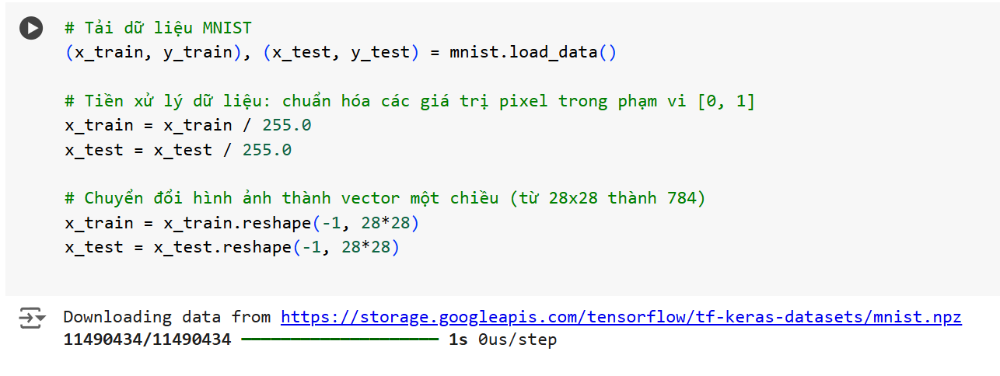 # Tải dữ liệu MNIST
(x_train, y_train), (x_test, y_test) = mnist.load_data()
# Tiền xử lý dữ liệu: chuẩn hóa các giá trị pixel trong phạm vi [0, 1]
x_train = x_train / 255.0
x_test = x_test / 255.0
# Chuyển đổi hình ảnh thành vector một chiều (từ 28x28 thành 784)
x_train = x_train.reshape(-1, 28*28)
x_test = x_test.reshape(-1, 28*28)
Downloading data from https://storage.googleapis.com/tensorflow/tf-keras-datasets/mnist.npz
11490434/11490434 ━━━━━━━━━━━━━━━━━━━━ 1s 0us/step